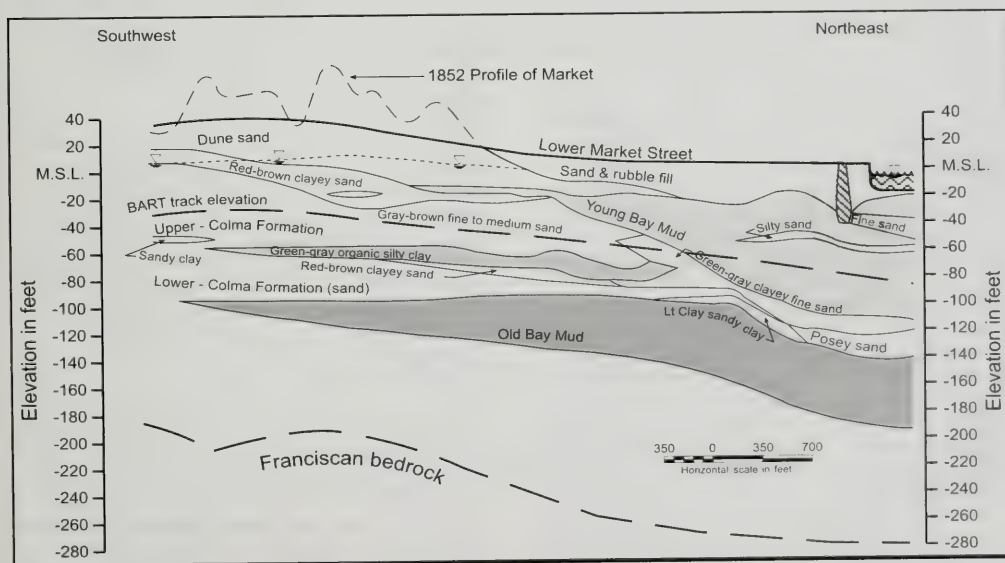 Southwest
Northeast
1852 Profile of Market
40
20
M.S.L.
-20
-40
-60
-80
-100
-120
-140
-160
-180
-200
-220
-240
-260
-280
Elevation in feet
40
20
M.S.L.
-20
-40
-60
-80
-100
-120
-140
-160
-180
-200
-220
-240
-260
-280
Elevation in feet
Dune sand
Lower Market Street
Red-brown clayey sand
Sand & rubble fill
BART track elevation
Gray-brown fine to medium sand
Young Bay Mud
Silty sand
Fine sand
Upper - Colma Formation
Sandy clay
Green-gray organic silty clay
Red-brown clayey sand
Green-gray clayey fine sand
Lower - Colma Formation (sand)
Lt Clay sandy clay
Posey sand
Old Bay Mud
Franciscan bedrock
350 0 350 700
Horizontal scale in feet